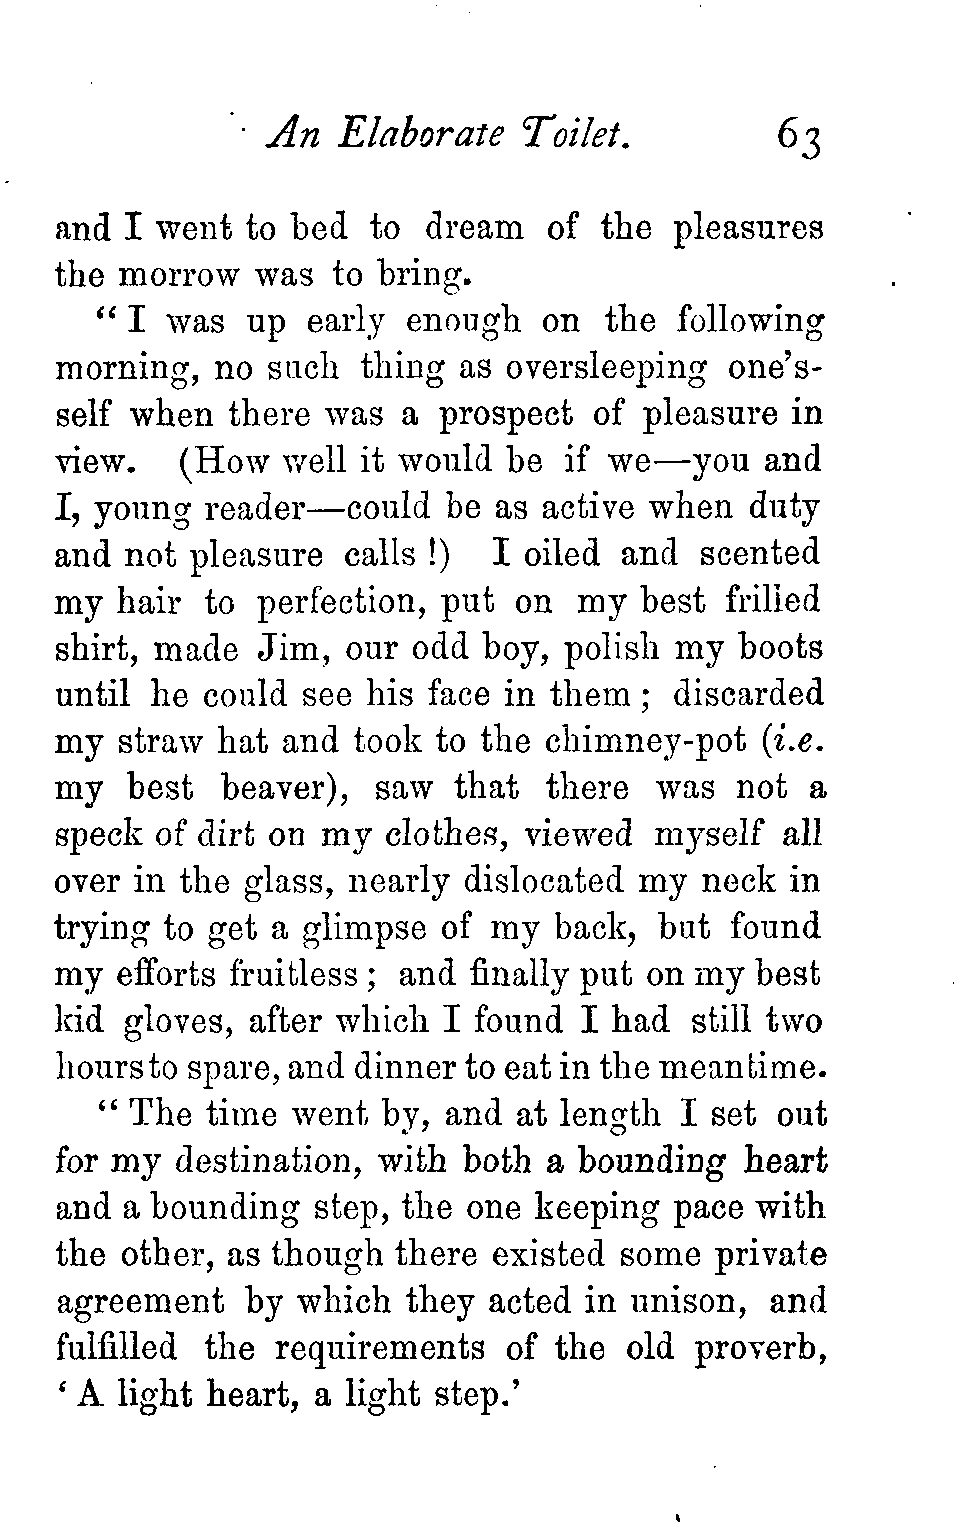 An Elaborate Toilet. 63
and I went to bed to dream of the pleasures
the morrow was to bring.
“ I was up early enough on the following
morning, no such thing as oversleeping one’s-
self when there was a prospect of pleasure in
view. (How well it would be if we—you and
I, young reader—could be as active when duty
and not pleasure calls !) I oiled and scented
my hair to perfection, put on my best frilled
shirt, made Jim, our odd boy, polish my boots
until he could see his face in them ; discarded
my straw hat and took to the chimney-pot (i.e.
my best beaver), saw that there was not a
speck of dirt on my clothes, viewed myself all
over in the glass, nearly dislocated my neck in
trying to get a glimpse of my back, but found
my efforts fruitless ; and finally put on my best
kid gloves, after which I found I had still two
hours to spare, and dinner to eat in the meantime.
“ The time went by, and at length I set out
for my destination, with both a bounding heart
and a bounding step, the one keeping pace with
the other, as though there existed some private
agreement by which they acted in unison, and
fulfilled the requirements of the old proverb,
‘ A light heart, a light step.’